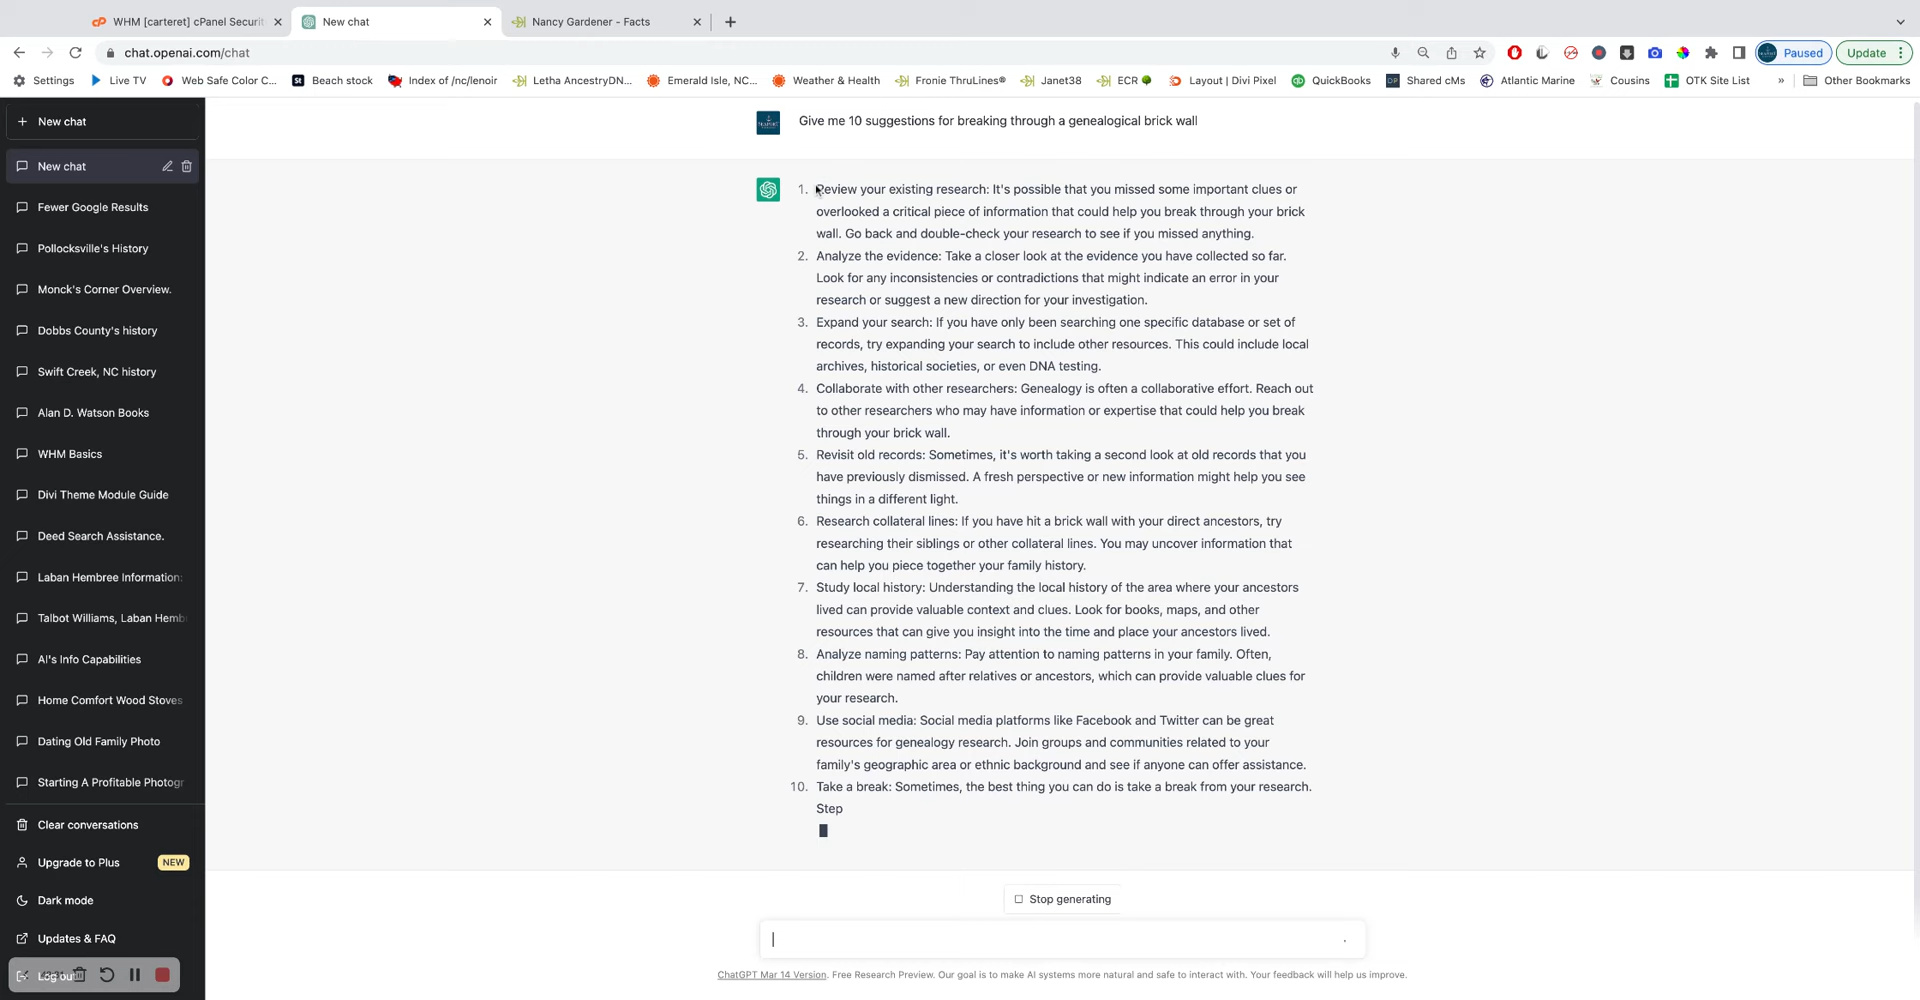 WHM [carteret] cPanel Securit
New chat
Nancy Gardener - Facts
chat.openai.com/chat
Paused
Update
Settings
Live TV
Web Safe Color C...
Beach stock
Index of /nc/lenoir
Letha AncestryDN...
Emerald Isle, NC...
Weather & Health
Fronie ThruLines®
Janet38
ECR
Layout | Divi Pixel
QuickBooks
Shared cMs
Atlantic Marine
Cousins
OTK Site List
»
Other Bookmarks
+ New chat
New chat
Fewer Google Results
Pollocksville's History
Monck's Corner Overview.
Dobbs County's history
Swift Creek, NC history
Alan D. Watson Books
WHM Basics
Divi Theme Module Guide
Deed Search Assistance.
Laban Hembree Information:
Talbot Williams, Laban Hemb
AI's Info Capabilities
Home Comfort Wood Stoves
Dating Old Family Photo
Starting A Profitable Photogr
Clear conversations
Upgrade to Plus NEW
Dark mode
Updates & FAQ
Log out
Give me 10 suggestions for breaking through a genealogical brick wall
1. Review your existing research: It's possible that you missed some important clues or
overlooked a critical piece of information that could help you break through your brick
wall. Go back and double-check your research to see if you missed anything.
2. Analyze the evidence: Take a closer look at the evidence you have collected so far.
Look for any inconsistencies or contradictions that might indicate an error in your
research or suggest a new direction for your investigation.
3. Expand your search: If you have only been searching one specific database or set of
records, try expanding your search to include other resources. This could include local
archives, historical societies, or even DNA testing.
4. Collaborate with other researchers: Genealogy is often a collaborative effort. Reach out
to other researchers who may have information or expertise that could help you break
through your brick wall.
5. Revisit old records: Sometimes, it's worth taking a second look at old records that you
have previously dismissed. A fresh perspective or new information might help you see
things in a different light.
6. Research collateral lines: If you have hit a brick wall with your direct ancestors, try
researching their siblings or other collateral lines. You may uncover information that
can help you piece together your family history.
7. Study local history: Understanding the local history of the area where your ancestors
lived can provide valuable context and clues. Look for books, maps, and other
resources that can give you insight into the time and place your ancestors lived.
8. Analyze naming patterns: Pay attention to naming patterns in your family. Often,
children were named after relatives or ancestors, which can provide valuable clues for
your research.
9. Use social media: Social media platforms like Facebook and Twitter can be great
resources for genealogy research. Join groups and communities related to your
family's geographic area or ethnic background and see if anyone can offer assistance.
10. Take a break: Sometimes, the best thing you can do is take a break from your research.
Step
Stop generating
ChatGPT Mar 14 Version. Free Research Preview. Our goal is to make AI systems more natural and safe to interact with. Your feedback will help us improve.